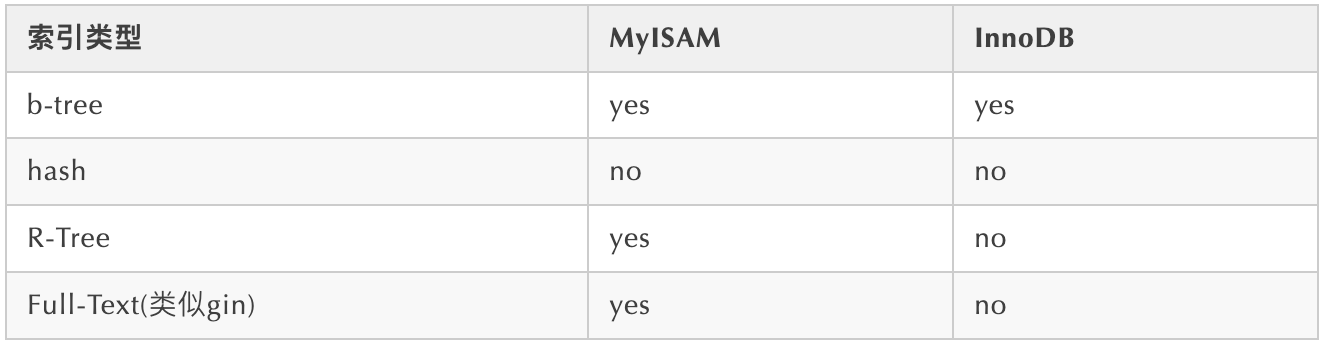 索引类型 MyISAM InnoDB
b-tree yes yes
hash no no
R-Tree yes no
Full-Text(类似gin) yes no